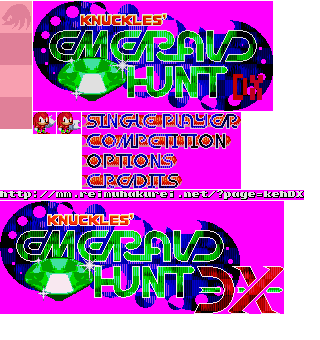 KNUCKLES'
EMERALD
HUNT DX
SINGLE PLAYER
COMPETITION
OPTIONS
CREDITS
http://mm.reimuhakurei.net/?page=kehDX
KNUCKLES'
EMERALD
HUNT DX